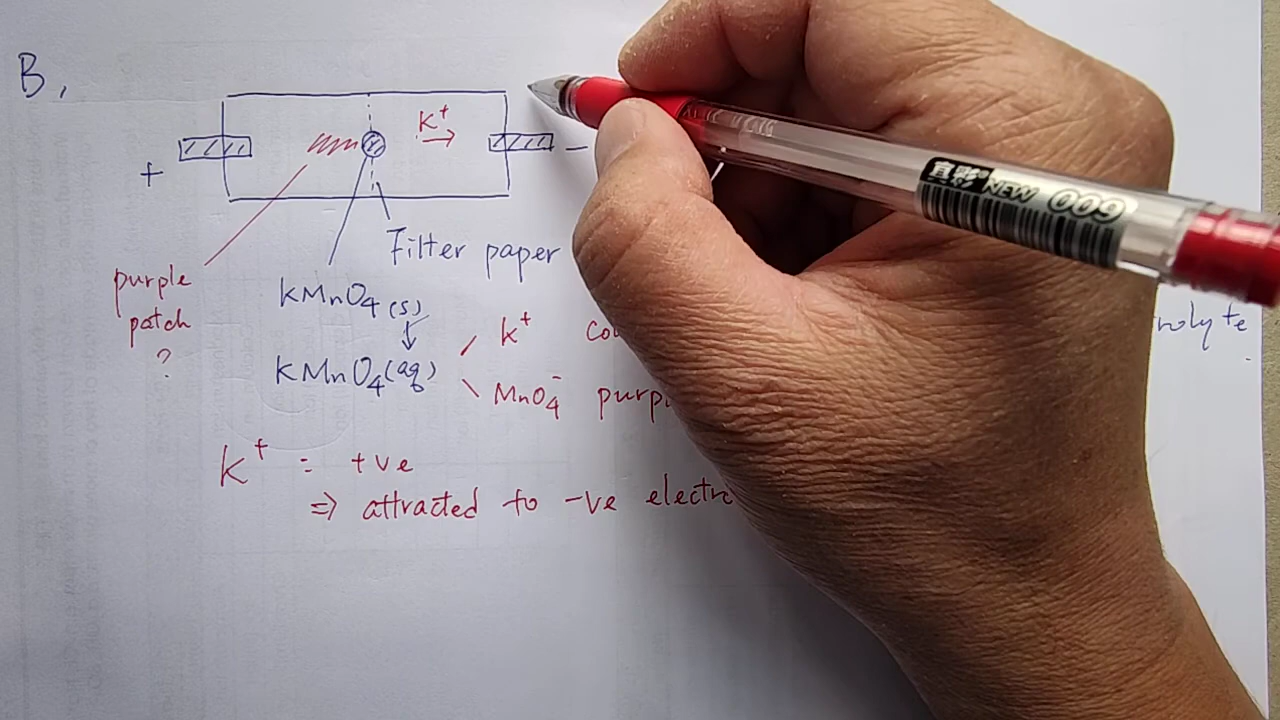 B,
K⁺
→
+
−
Filter paper
purple
patch
?
KMnO₄ (s)
↓
KMnO₄ (aq)
K⁺
MnO₄⁻
K⁺ : +ve
⇒ attracted to -ve
宜彩® NEW 009